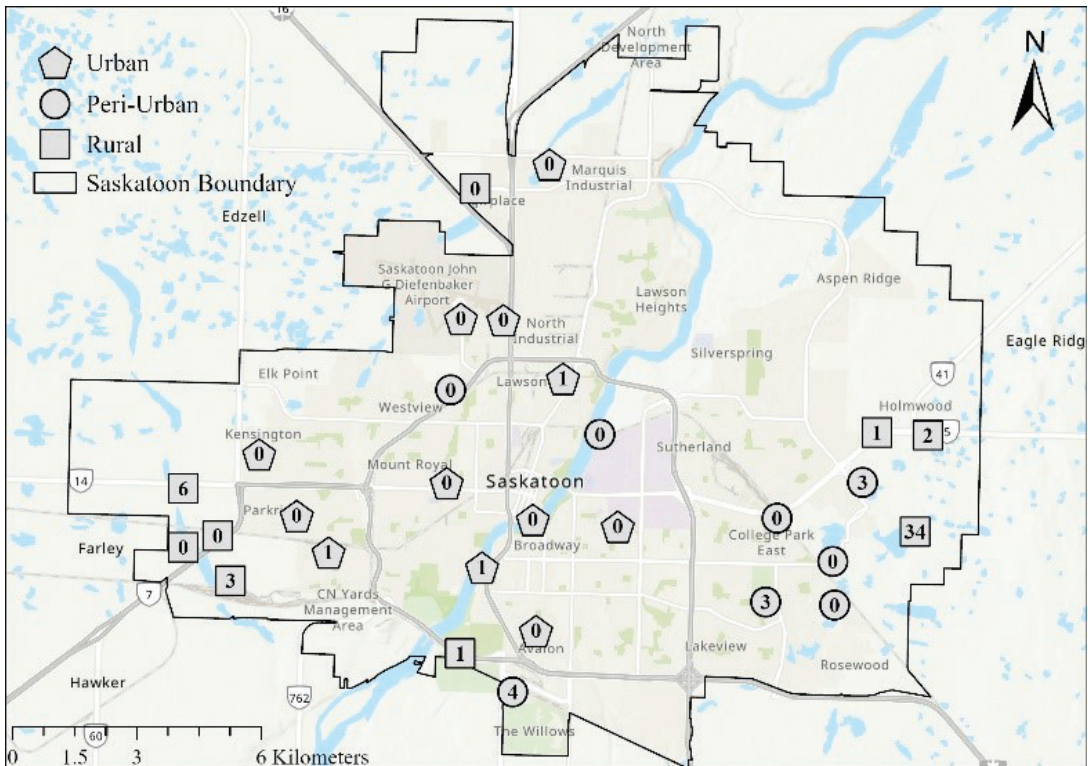 16
North
Development
Area
N
Urban
Peri-Urban
Rural
Saskatoon Boundary
Edzell
0
Marquis
Industrial
0
place
Saskatoon John
G Diefenbaker
Airport
Aspen Ridge
Lawson
Heights
0
0
North
Industrial
Eagle Ridg
Silverspring
Elk Point
Lawson
1
41
0
Westview
Holmwood
Kensington
0
0
Sutherland
1
2
5
Mount Royal
14
6
0
Saskatoon
3
Parkr
0
0
0
0
College Park
East
34
Farley
0
0
1
Broadway
0
3
1
7
CN Yards
Management
Area
3
0
0
Avalon
Lakeview
1
Rosewood
Hawker
762
4
The Willows
60
0 1.5 3 6 Kilometers